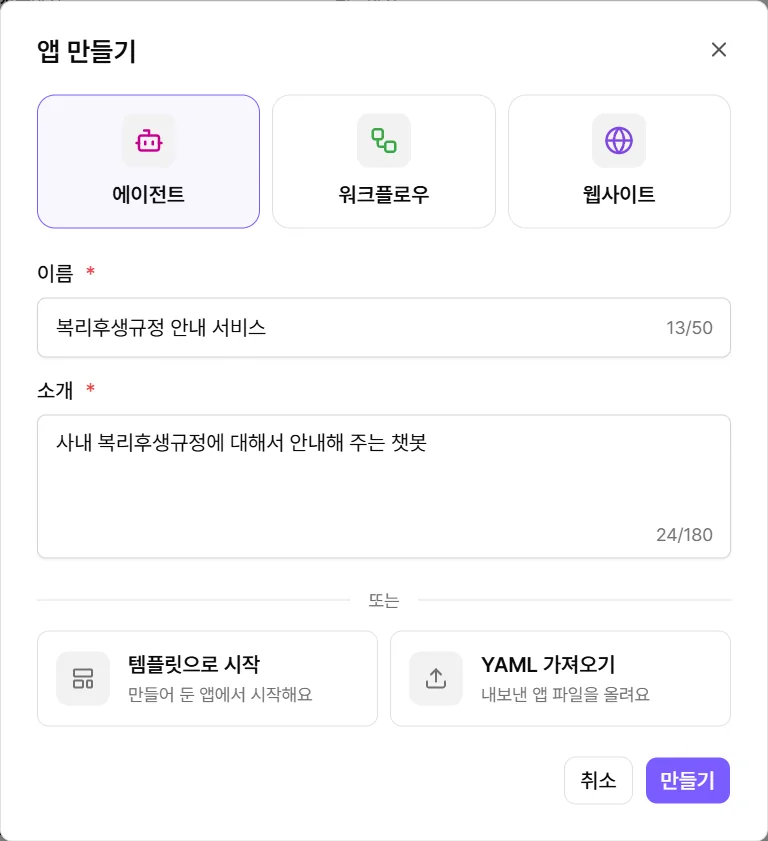 앱 만들기
에이전트
워크플로우
웹사이트
이름 *
복리후생규정 안내 서비스
13/50
소개 *
사내 복리후생규정에 대해서 안내해 주는 챗봇
24/180
또는
템플릿으로 시작
만들어 둔 앱에서 시작해요
YAML 가져오기
내보낸 앱 파일을 올려요
취소
만들기